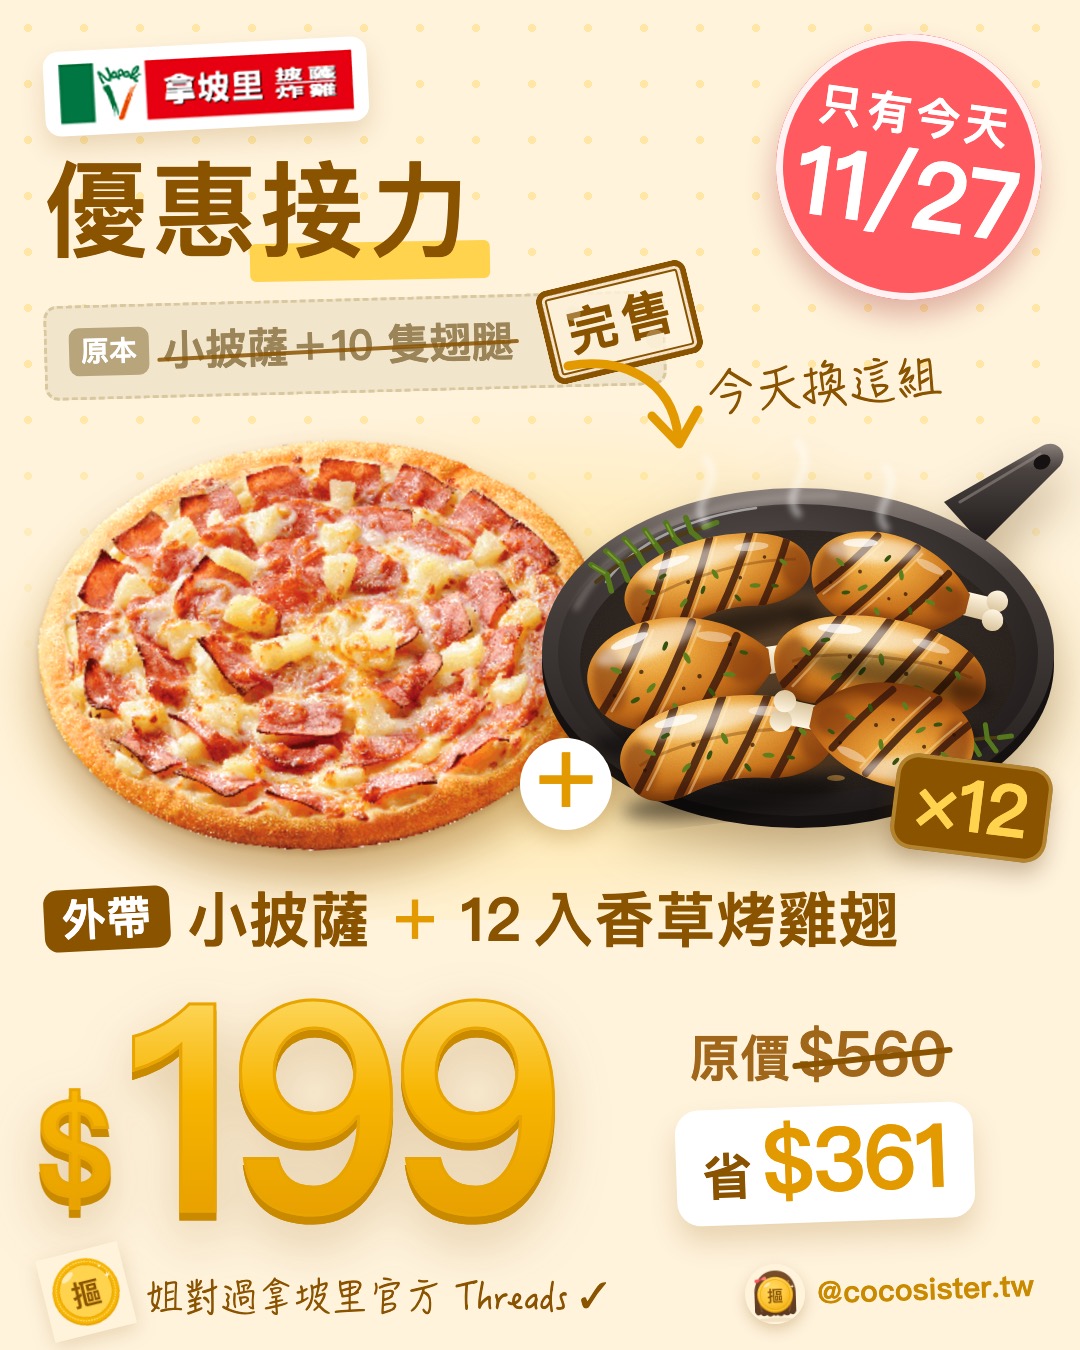 Napoli 拿坡里 披薩炸雞
只有今天
11/27
優惠接力
原本 小披薩+10 隻翅腿
完售
今天換這組
+
×12
外帶 小披薩 + 12 入香草烤雞翅
$199
原價 $560
省 $361
摳 姐對過拿坡里官方 Threads ✓
摳 @cocosister.tw